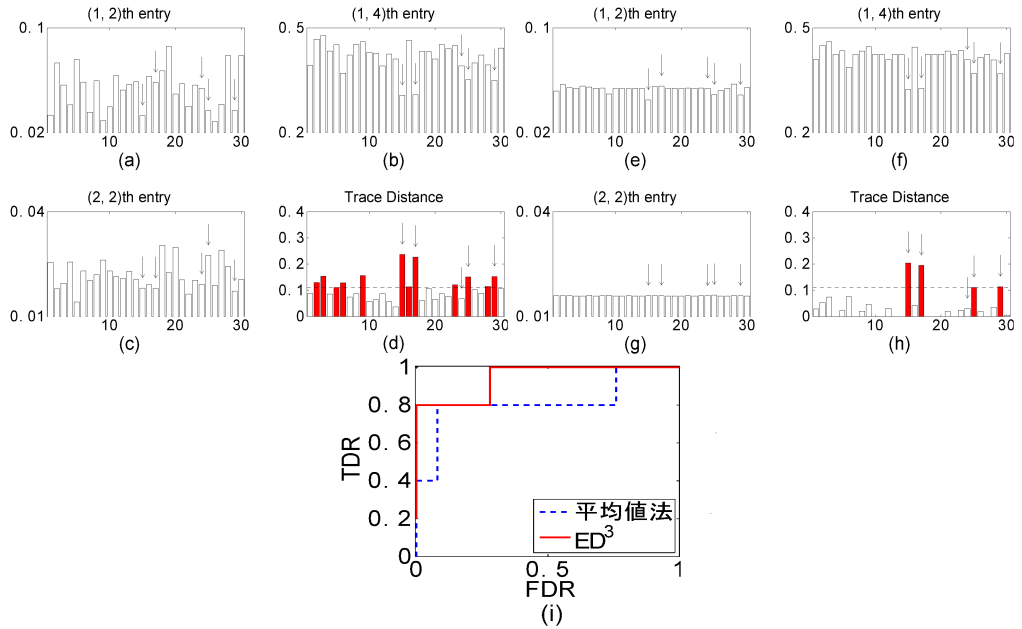 (1, 2)th entry
0. 1
0. 02
10 20 30
(a)
(1, 4)th entry
0. 5
0. 2
10 20 30
(b)
(1, 2)th entry
0. 1
0. 02
10 20 30
(e)
(1, 4)th entry
0. 5
0. 2
10 20 30
(f)
(2, 2)th entry
0. 04
0. 01
10 20 30
(c)
Trace Distance
0. 4
0. 3
0. 2
0. 1
0
10 20 30
(d)
(2, 2)th entry
0. 04
0. 01
10 20 30
(g)
Trace Distance
0. 4
0. 3
0. 2
0. 1
0
10 20 30
(h)
1
0. 8
0. 6
0. 4
0. 2
0
TDR
平均値法
ED³
0 0. 5 1
FDR
(i)